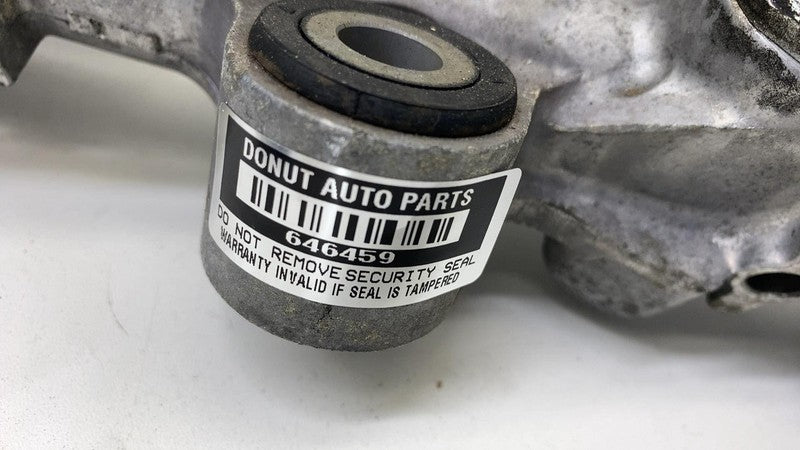 DONUT AUTO PARTS
646459
DO NOT REMOVE SECURITY SEAL
WARRANTY INVALID IF SEAL IS TAMPERED